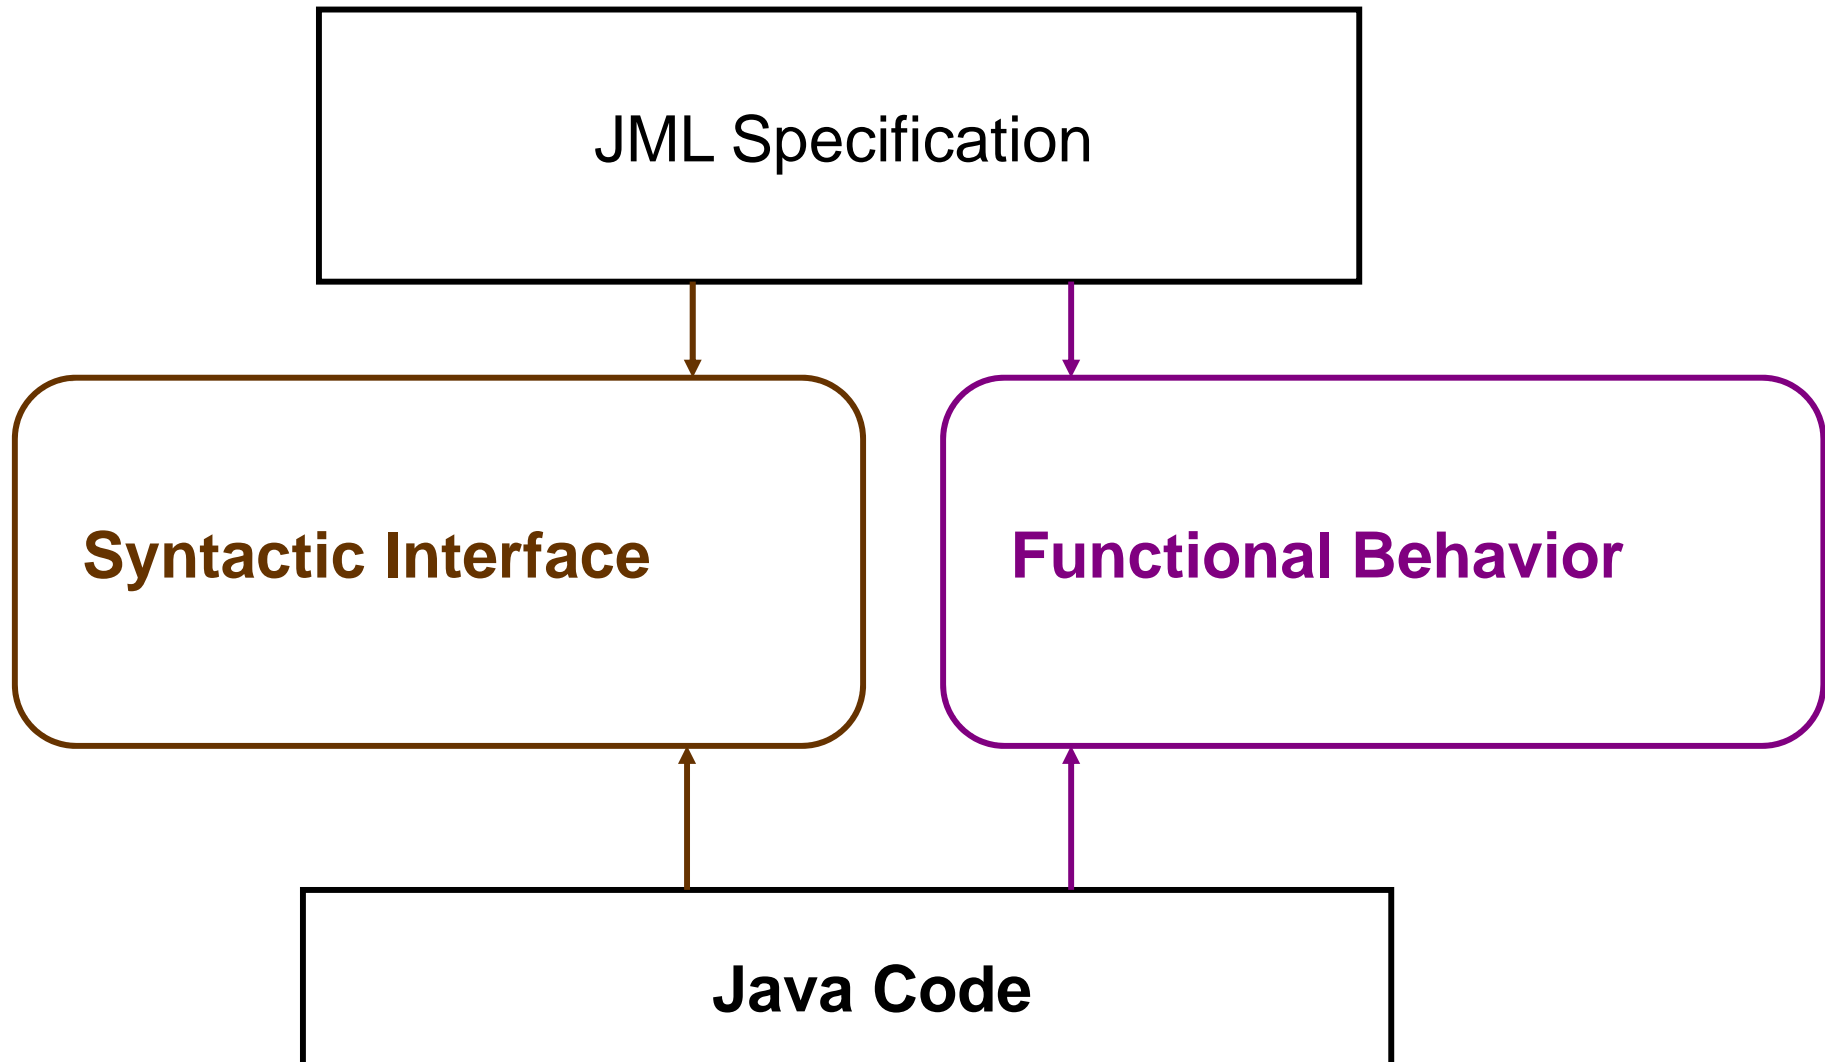 JML Specification
Syntactic Interface
Functional Behavior
Java Code